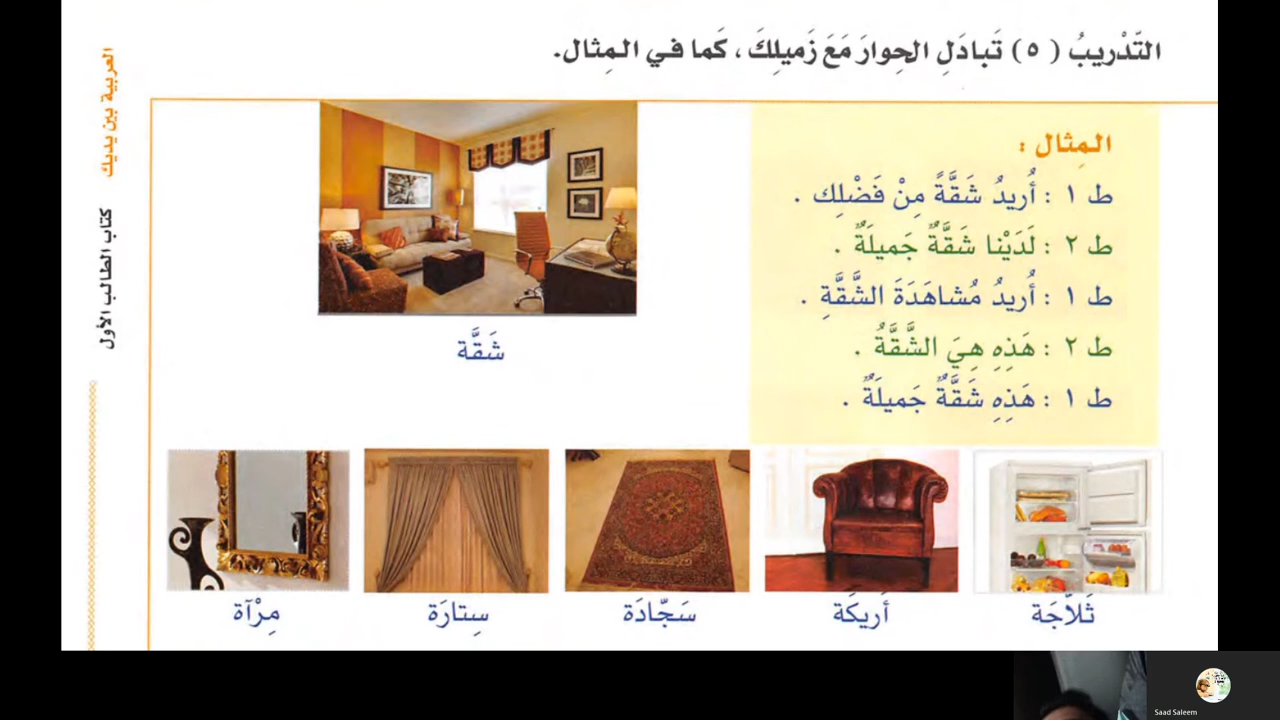 التّدْريبُ (٥) تَبادَلِ الحِوارَ مَعَ زَميلِكَ، كَما في المِثال.
المِثال :
ط ١ : أُريدُ شَقَّةً مِنْ فَضْلِك .
ط ٢ : لَدَيْنا شَقَّةٌ جَميلَةٌ .
ط ١ : أُريدُ مُشاهَدَةَ الشَّقَّةِ .
ط ٢ : هَذِهِ هِيَ الشَّقَّةُ .
ط ١ : هَذِهِ شَقَّةٌ جَميلَةٌ .
شَقَّة
ثَلاَّجَة
أَريكَة
سَجّادَة
سِتارَة
مِرْآة
العربية بين يديك
كتاب الطالب الأول
Saad Saleem